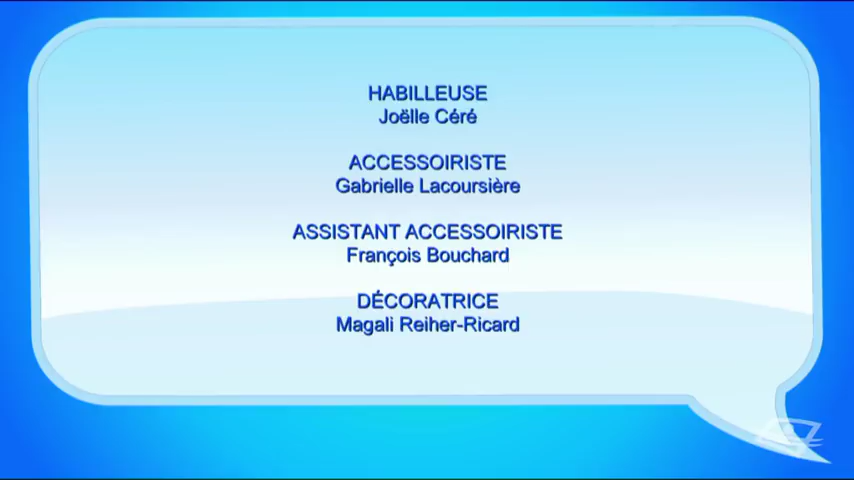 HABILLEUSE
Joëlle Céré
ACCESSOIRISTE
Gabrielle Lacoursière
ASSISTANT ACCESSOIRISTE
François Bouchard
DÉCORATRICE
Magali Reiher-Ricard